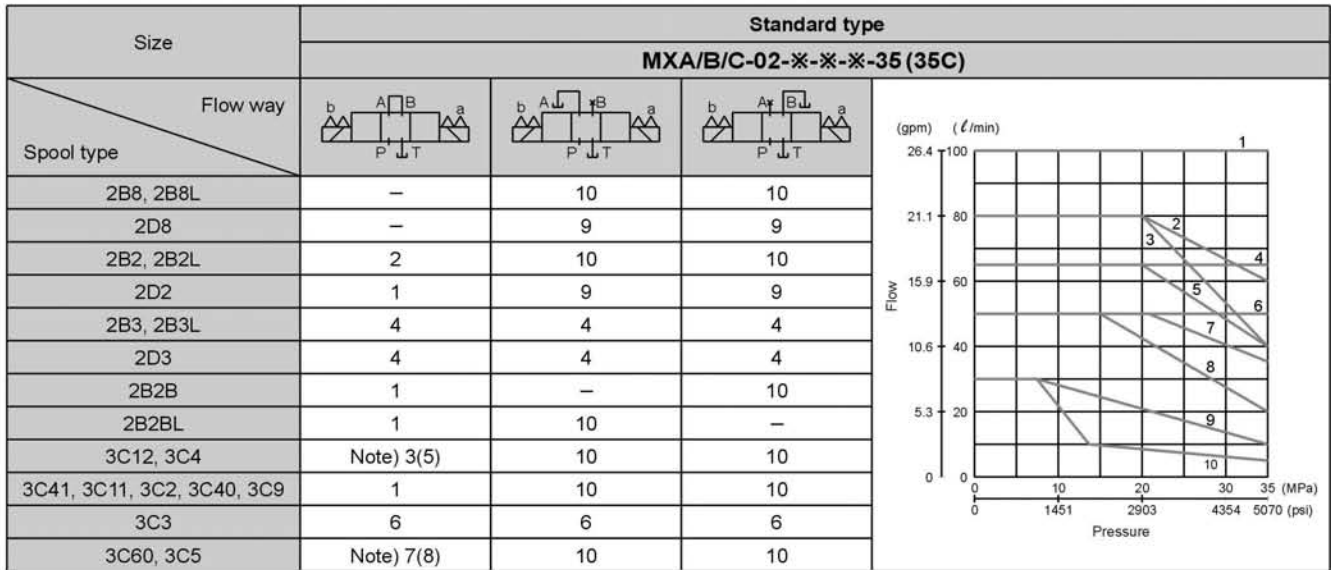 Size
Standard type
MXA/B/C-02-※-※-※-35 (35C)
Flow way
Spool type
b A B a
P T
b A B a
P T
b A B a
P T
2B8, 2B8L – 10 10
2D8 – 9 9
2B2, 2B2L 2 10 10
2D2 1 9 9
2B3, 2B3L 4 4 4
2D3 4 4 4
2B2B 1 – 10
2B2BL 1 10 –
3C12, 3C4 Note) 3(5) 10 10
3C41, 3C11, 3C2, 3C40, 3C9 1 10 10
3C3 6 6 6
3C60, 3C5 Note) 7(8) 10 10
(gpm) (ℓ/min)
26.4 100
21.1 80
15.9 60
10.6 40
5.3 20
0 0
Flow
1
2
3
4
5
6
7
8
9
10
0 10 20 30 35 (MPa)
0 1451 2903 4354 5070 (psi)
Pressure